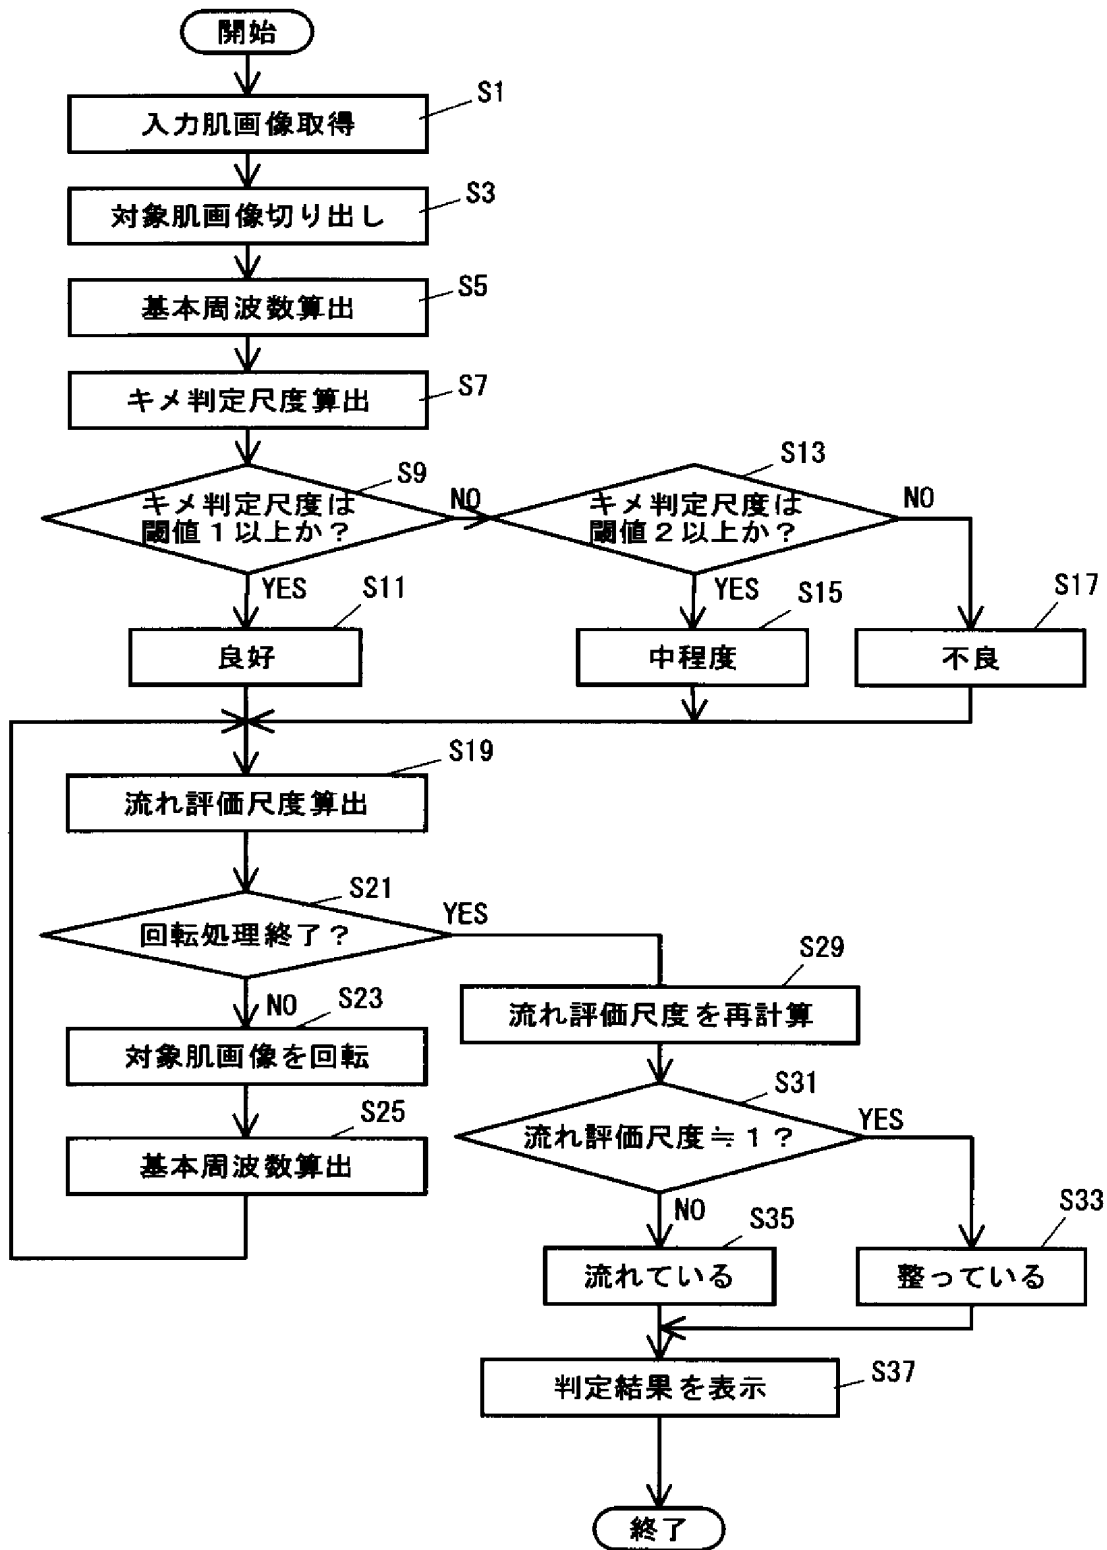 開始
S1
入力肌画像取得
S3
対象肌画像切り出し
S5
基本周波数算出
S7
キメ判定尺度算出
S9
キメ判定尺度は
閾値1以上か?
NO
YES
S13
キメ判定尺度は
閾値2以上か?
NO
YES
S11
良好
S15
中程度
S17
不良
S19
流れ評価尺度算出
S21
回転処理終了?
YES
NO
S23
対象肌画像を回転
S25
基本周波数算出
S29
流れ評価尺度を再計算
S31
流れ評価尺度≒1?
YES
NO
S35
流れている
S33
整っている
S37
判定結果を表示
終了